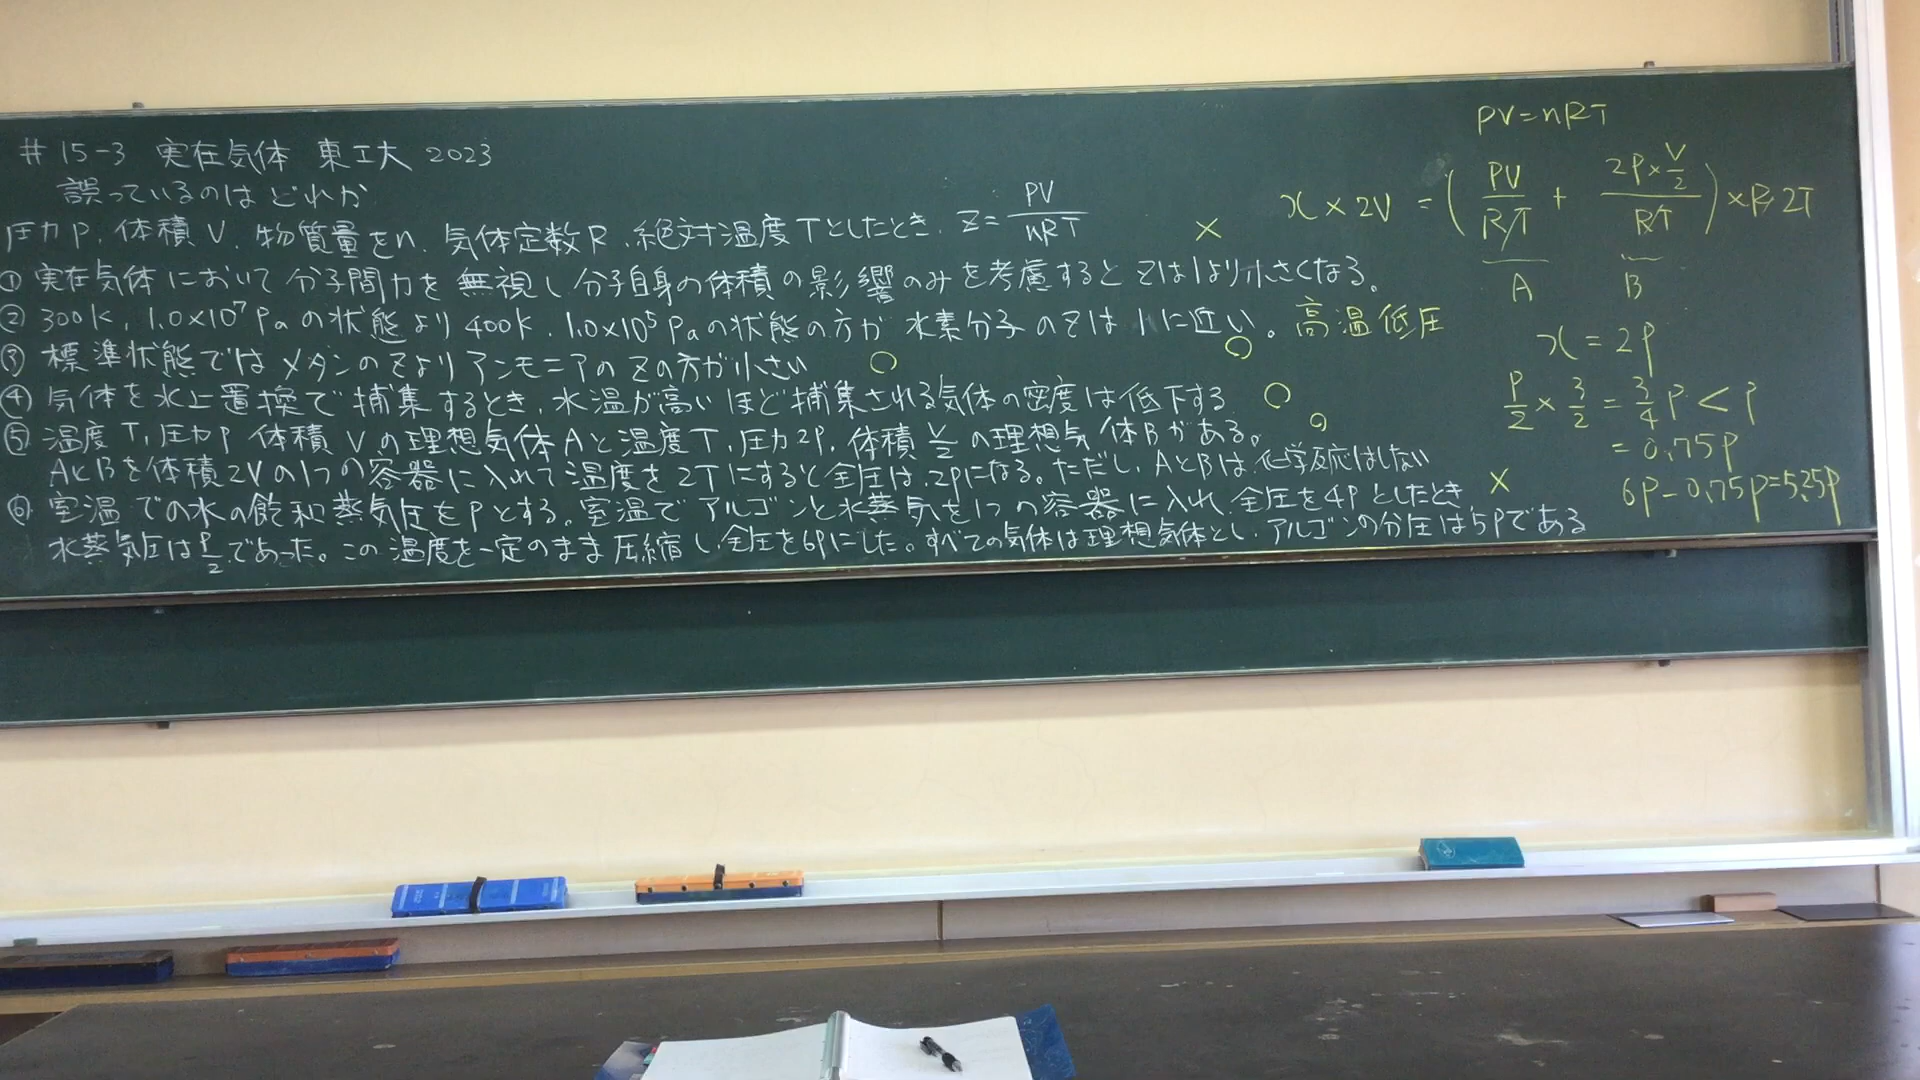 #15-3 実在気体 東工大 2023
誤っているのはどれか
圧力P、体積V、物質量をn、気体定数R、絶対温度Tとしたとき、Z=PV/nRT
①実在気体において分子間力を無視し分子自身の体積の影響のみを考慮するとZは1より小さくなる。 ×
②300K, 1.0×10⁷Paの状態より400K, 1.0×10⁵Paの状態の方が水素分子のZは1に近い。高温低圧 ○
③標準状態ではメタンのZよりアンモニアのZの方が小さい ○
④気体を水上置換で捕集するとき、水温が高いほど捕集される気体の密度は低下する ○
⑤温度T,圧力P 体積Vの理想気体Aと温度T,圧力2P,体積V/2の理想気体Bがある。 ○
AとBを体積2Vの1つの容器に入れて温度を2Tにすると全圧は2Pになる。ただし、AとBは化学反応はしない
⑥室温での水の飽和蒸気圧をPとする。室温でアルゴンと水蒸気を1つの容器に入れ全圧を4Pとしたとき ×
水蒸気圧はP/2であった。この温度を一定のまま圧縮し、全圧を6Pにした。すべての気体は理想気体とし、アルゴンの分圧は5Pである
PV=nRT
x×2V=(PV/RT+2P×V/2/RT)×R・2T
A B
x=2P
P/2×3/2=3/4P<P
=0.75P
6P-0.75P=5.25P